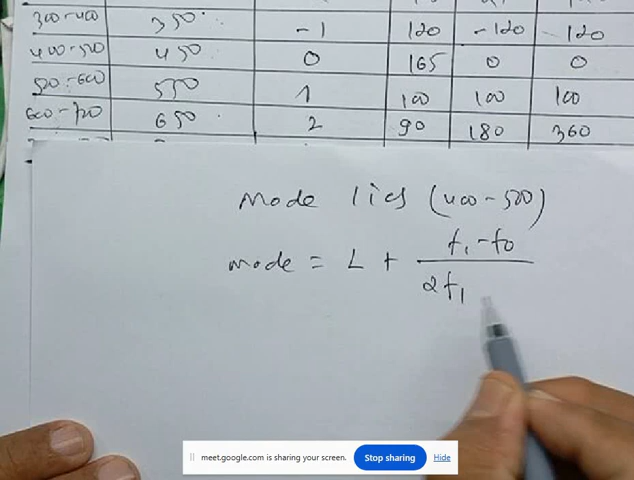 300-400 350 -1 120 -120 -120
400-500 450 0 165 0 0
500-600 550 1 100 100 100
600-700 650 2 90 180 360
Mode lies (400-500)
mode = L + f1-f0
2f1
meet.google.com is sharing your screen. Stop sharing Hide